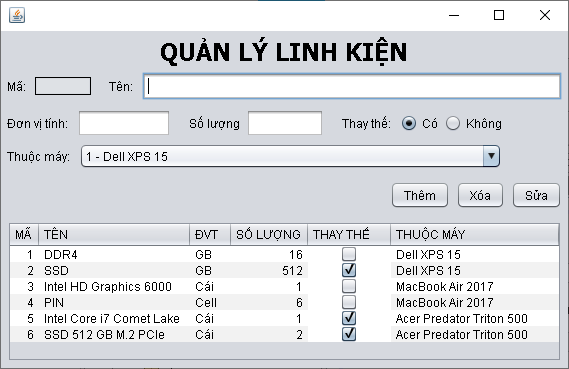 QUẢN LÝ LINH KIỆN
Mã: Tên:
Đơn vị tính: Số lượng Thay thế: Có Không
Thuộc máy: 1 - Dell XPS 15
Thêm Xóa Sửa
MÃ TÊN ĐVT SỐ LƯỢNG THAY THẾ THUỘC MÁY
1 DDR4 GB 16 Dell XPS 15
2 SSD GB 512 Dell XPS 15
3 Intel HD Graphics 6000 Cái 1 MacBook Air 2017
4 PIN Cell 6 MacBook Air 2017
5 Intel Core i7 Comet Lake Cái 1 Acer Predator Triton 500
6 SSD 512 GB M.2 PCIe Cái 2 Acer Predator Triton 500